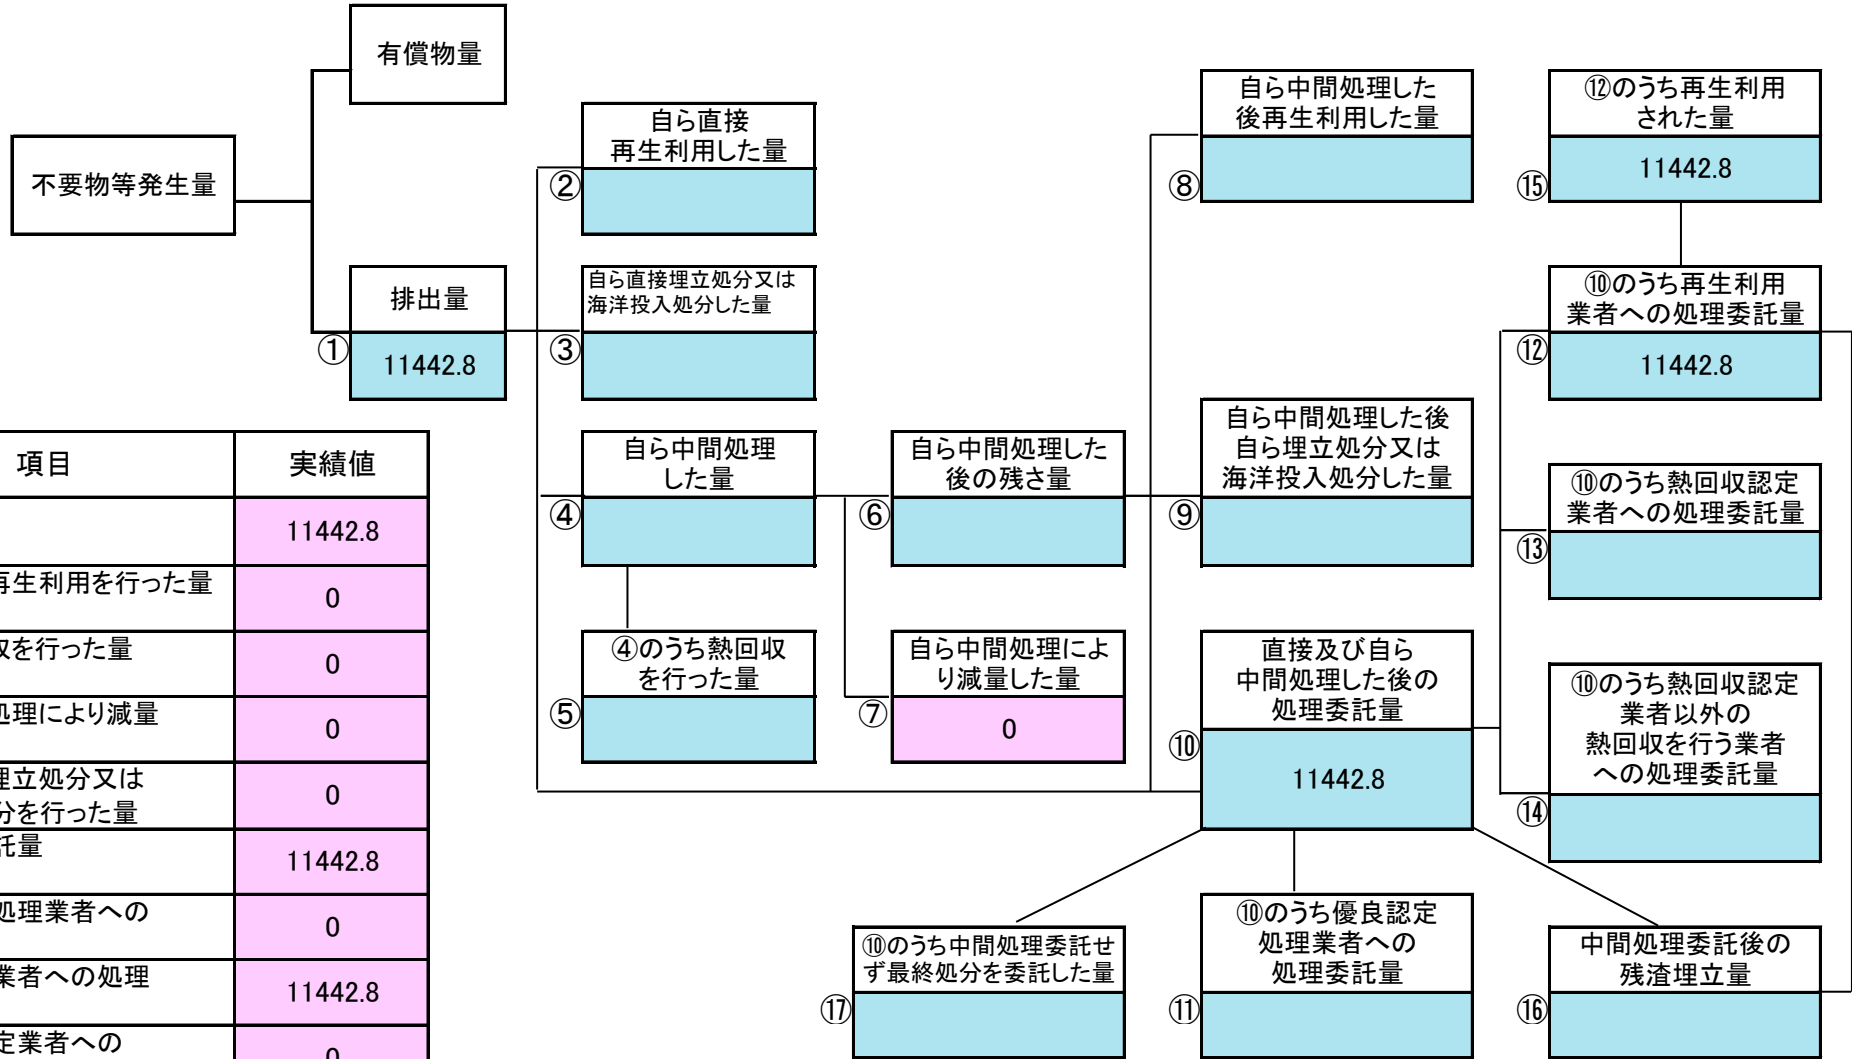 有償物量
不要物等発生量
排出量
①
11442.8
自ら直接
再生利用した量
②
自ら直接埋立処分又は
海洋投入処分した量
③
自ら中間処理
した量
④
④のうち熱回収
を行った量
⑤
自ら中間処理した
後の残さ量
⑥
自ら中間処理によ
り減量した量
⑦
0
自ら中間処理した
後再生利用した量
⑧
自ら中間処理した後
自ら埋立処分又は
海洋投入処分した量
⑨
直接及び自ら
中間処理した後の
処理委託量
⑩
11442.8
⑫のうち再生利用
された量
⑮
11442.8
⑩のうち再生利用
業者への処理委託量
⑫
11442.8
⑩のうち熱回収認定
業者への処理委託量
⑬
⑩のうち熱回収認定
業者以外の
熱回収を行う業者
への処理委託量
⑭
⑩のうち中間処理委託せ
ず最終処分を委託した量
⑰
⑩のうち優良認定
処理業者への
処理委託量
⑪
中間処理委託後の
残渣埋立量
⑯
項目
実績値
11442.8
再生利用を行った量
0
を行った量
0
処理により減量
0
埋立処分又は
分を行った量
0
託量
11442.8
処理業者への
0
業者への処理
11442.8
定業者への
0